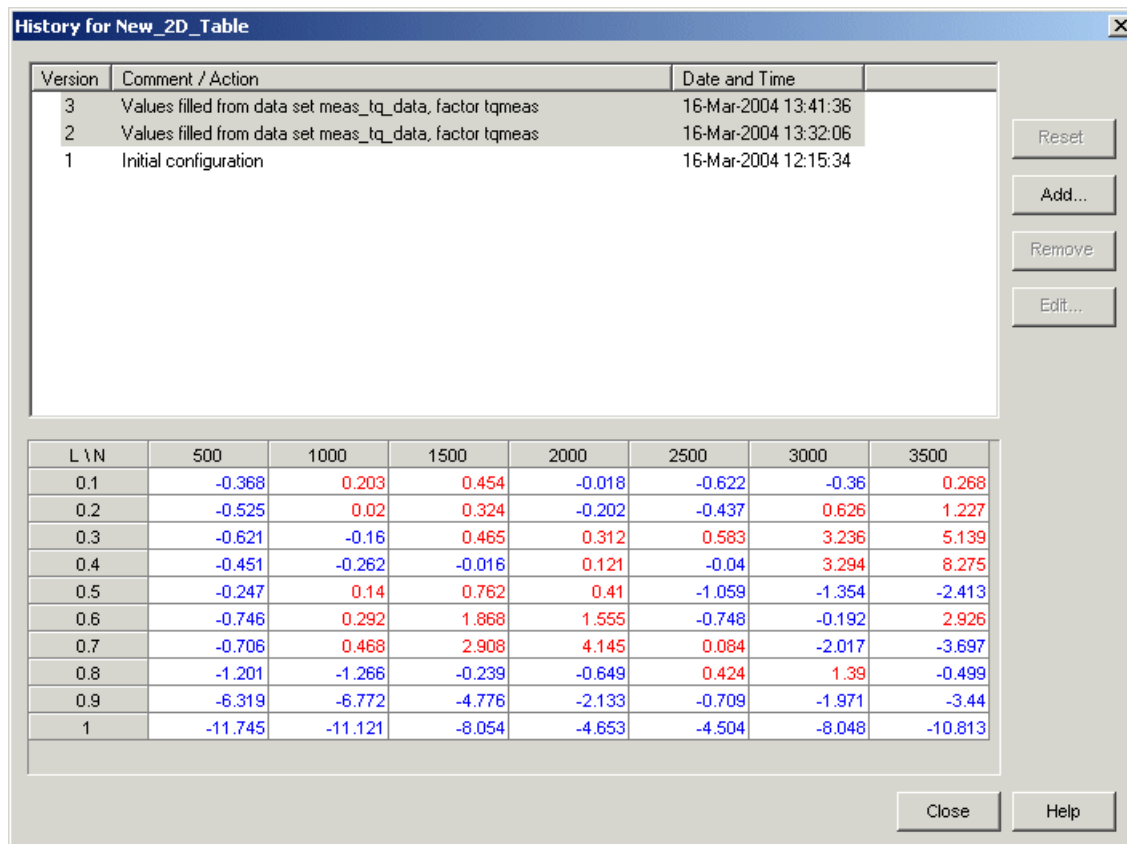 History for New_2D_Table
Version Comment / Action Date and Time
3 Values filled from data set meas_tq_data, factor tqmeas 16-Mar-2004 13:41:36
2 Values filled from data set meas_tq_data, factor tqmeas 16-Mar-2004 13:32:06
1 Initial configuration 16-Mar-2004 12:15:34
Reset
Add...
Remove
Edit...
L \ N 500 1000 1500 2000 2500 3000 3500
0.1 -0.368 0.203 0.454 -0.018 -0.622 -0.36 0.268
0.2 -0.525 0.02 0.324 -0.202 -0.437 0.626 1.227
0.3 -0.621 -0.16 0.465 0.312 0.583 3.236 5.139
0.4 -0.451 -0.262 -0.016 0.121 -0.04 3.294 8.275
0.5 -0.247 0.14 0.762 0.41 -1.059 -1.354 -2.413
0.6 -0.746 0.292 1.868 1.555 -0.748 -0.192 2.926
0.7 -0.706 0.468 2.908 4.145 0.084 -2.017 -3.697
0.8 -1.201 -1.266 -0.239 -0.649 0.424 1.39 -0.499
0.9 -6.319 -6.772 -4.776 -2.133 -0.709 -1.971 -3.44
1 -11.745 -11.121 -8.054 -4.653 -4.504 -8.048 -10.813
Close Help